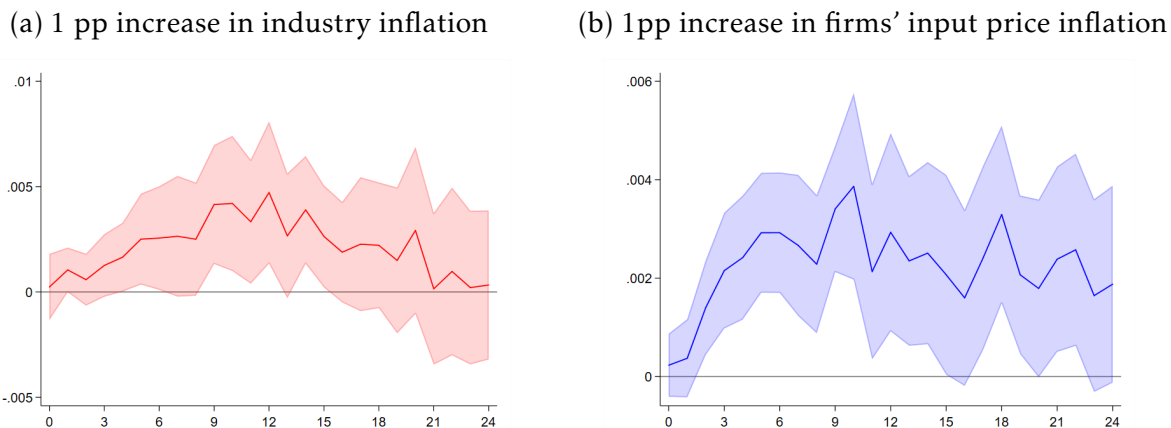 (a) 1 pp increase in industry inflation
(b) 1pp increase in firms' input price inflation
.01
.005
0
-.005
0 3 6 9 12 15 18 21 24
.006
.004
.002
0
0 3 6 9 12 15 18 21 24